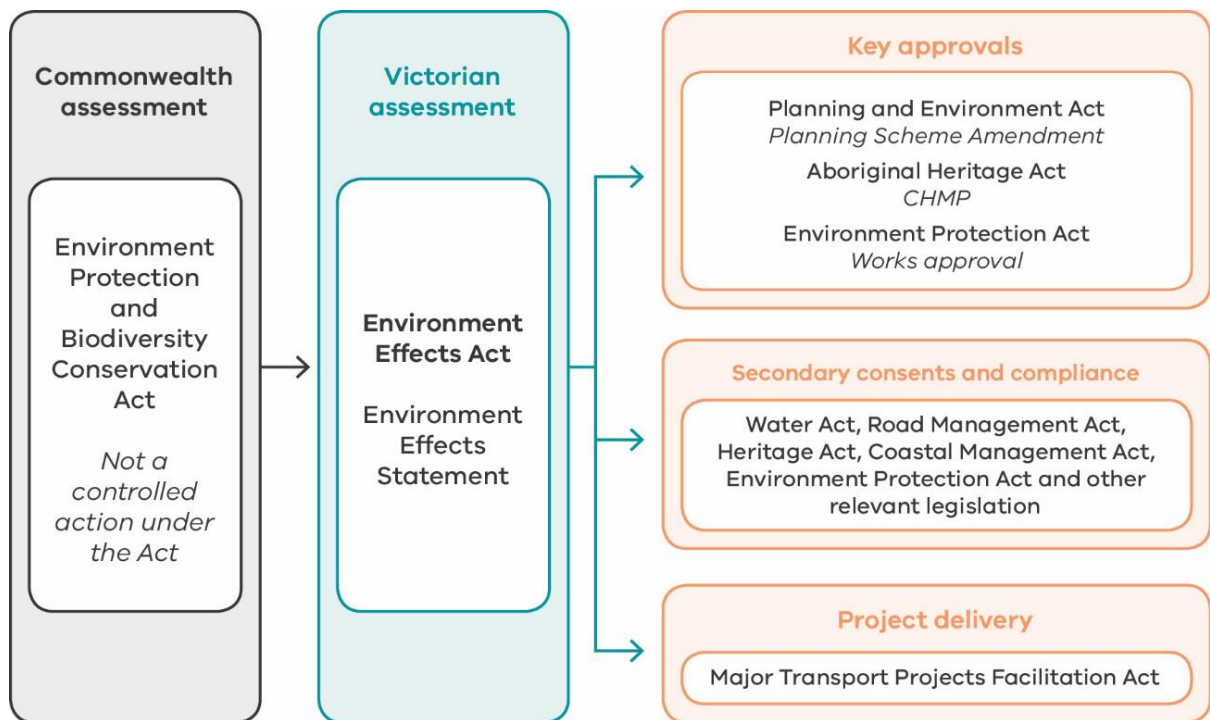 Commonwealth
assessment
Environment
Protection
and
Biodiversity
Conservation
Act
Not a
controlled
action under
the Act
Victorian
assessment
Environment
Effects Act
Environment
Effects
Statement
Key approvals
Planning and Environment Act
Planning Scheme Amendment
Aboriginal Heritage Act
CHMP
Environment Protection Act
Works approval
Secondary consents and compliance
Water Act, Road Management Act,
Heritage Act, Coastal Management Act,
Environment Protection Act and other
relevant legislation
Project delivery
Major Transport Projects Facilitation Act